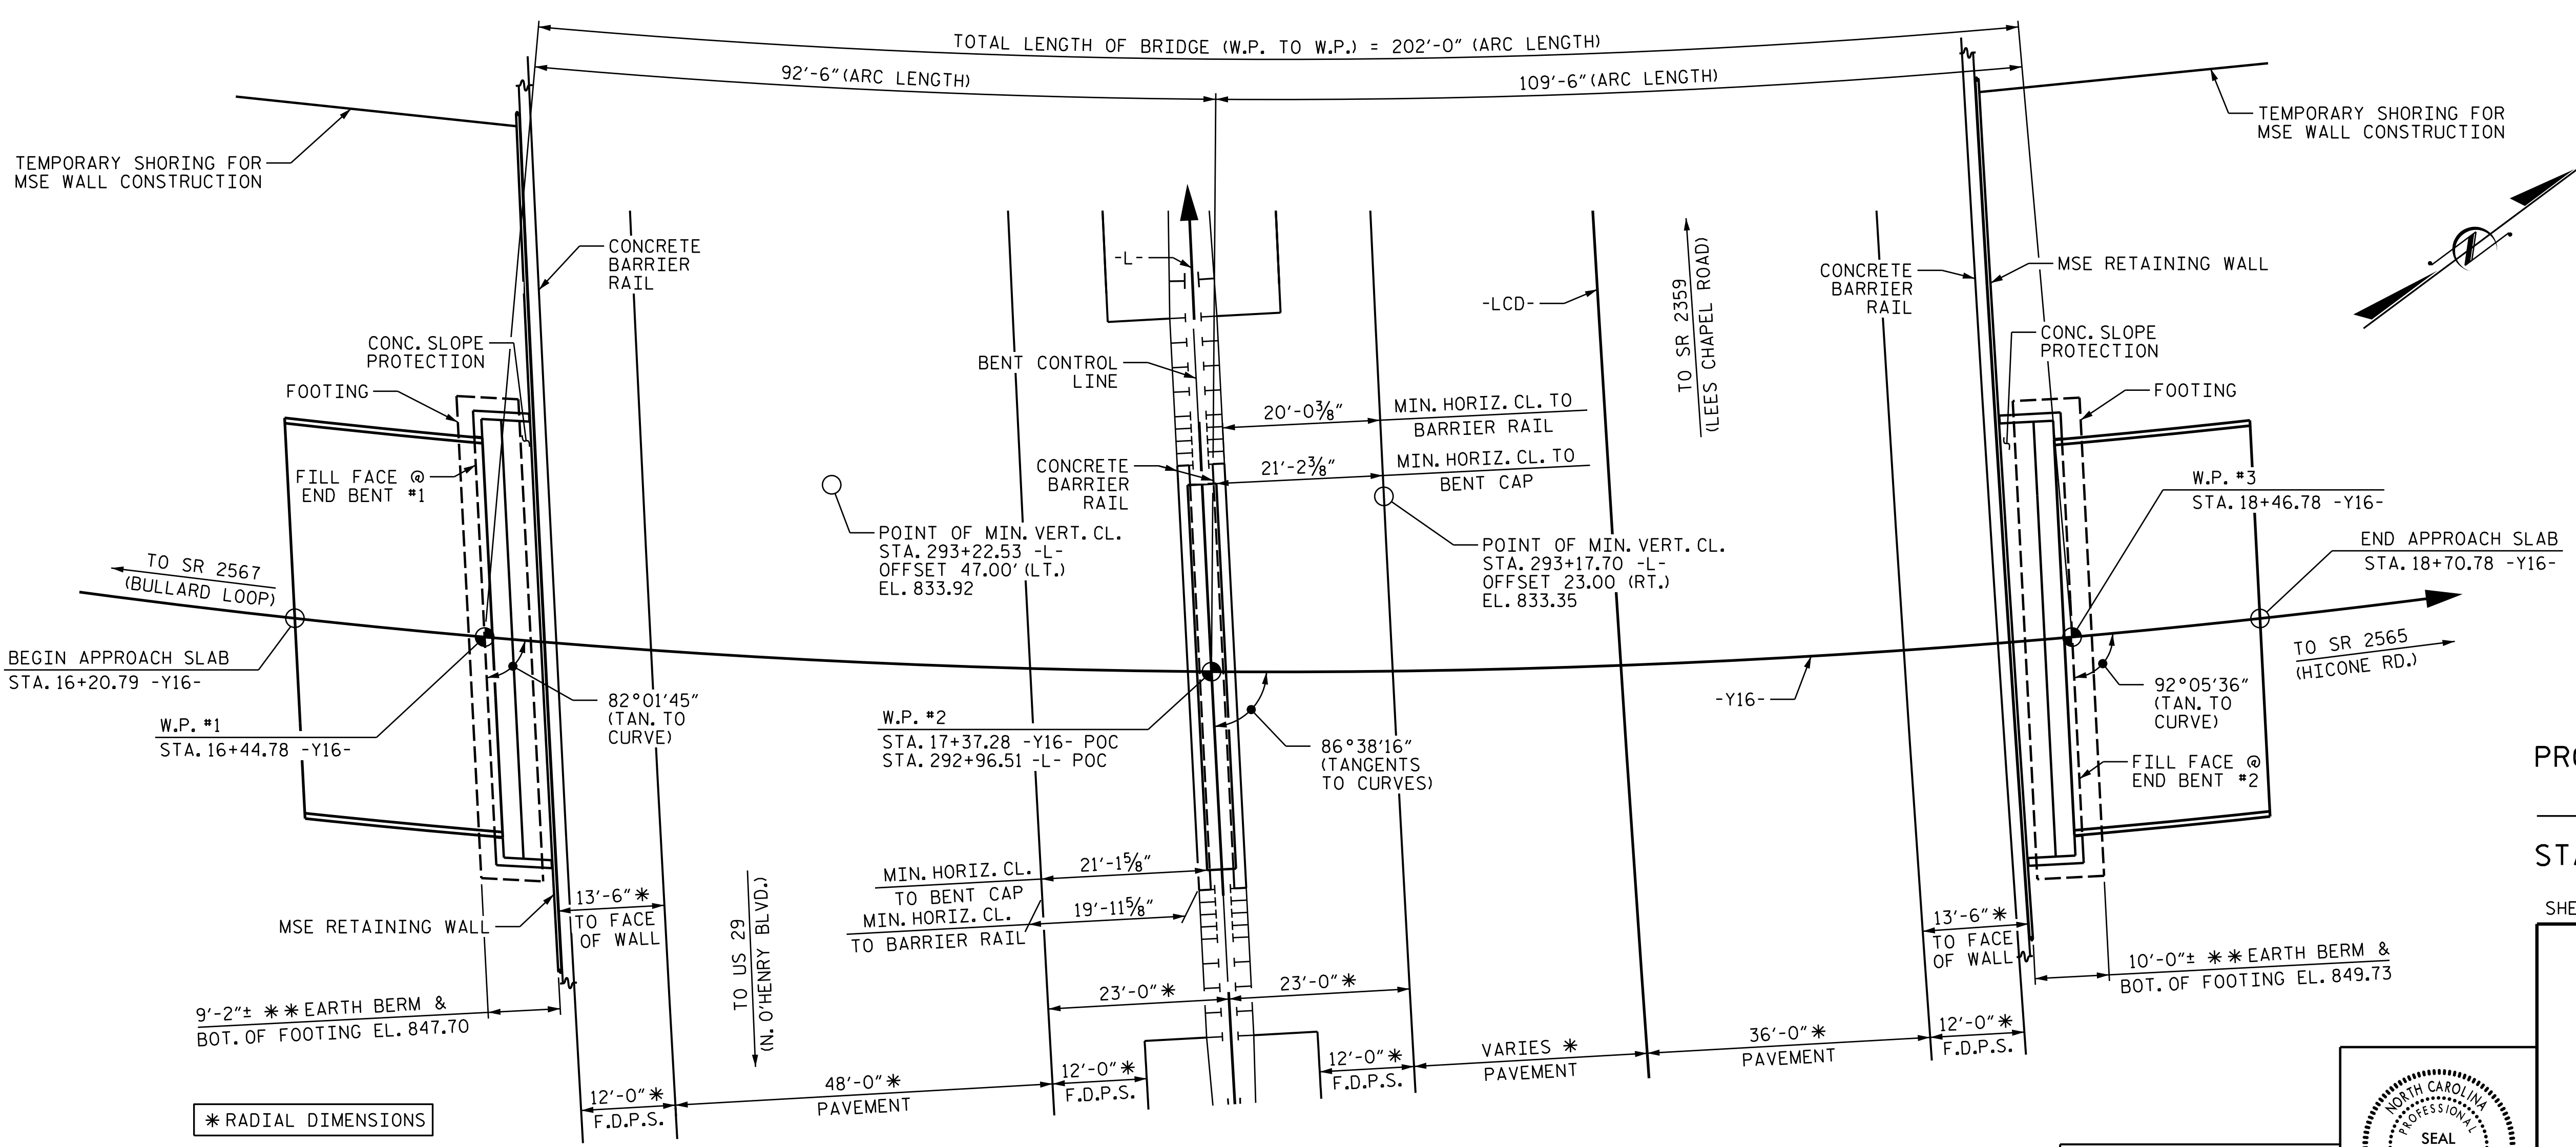 TOTAL LENGTH OF BRIDGE (W.P. TO W.P.) = 202'-0" (ARC LENGTH)
92'-6" (ARC LENGTH)
109'-6" (ARC LENGTH)
TEMPORARY SHORING FOR
MSE WALL CONSTRUCTION
TEMPORARY SHORING FOR
MSE WALL CONSTRUCTION
CONCRETE
BARRIER
RAIL
-L-
-LCD-
TO SR 2359
(LEES CHAPEL ROAD)
CONCRETE
BARRIER
RAIL
MSE RETAINING WALL
CONC. SLOPE
PROTECTION
FOOTING
BENT CONTROL
LINE
20'-0⅜"
MIN. HORIZ. CL. TO
BARRIER RAIL
CONC. SLOPE
PROTECTION
FOOTING
FILL FACE @
END BENT #1
CONCRETE
BARRIER
RAIL
21'-2⅜"
MIN. HORIZ. CL. TO
BENT CAP
W.P. #3
STA. 18+46.78 -Y16-
POINT OF MIN. VERT. CL.
STA. 293+22.53 -L-
OFFSET 47.00' (LT.)
EL. 833.92
POINT OF MIN. VERT. CL.
STA. 293+17.70 -L-
OFFSET 23.00 (RT.)
EL. 833.35
END APPROACH SLAB
STA. 18+70.78 -Y16-
TO SR 2567
(BULLARD LOOP)
BEGIN APPROACH SLAB
STA. 16+20.79 -Y16-
TO SR 2565
(HICONE RD.)
W.P. #1
STA. 16+44.78 -Y16-
82°01'45"
(TAN. TO
CURVE)
W.P. #2
STA. 17+37.28 -Y16- POC
STA. 292+96.51 -L- POC
86°38'16"
(TANGENTS
TO CURVES)
-Y16-
92°05'36"
(TAN. TO
CURVE)
FILL FACE @
END BENT #2
PRO
STA
SHE
MSE RETAINING WALL
13'-6"*
TO FACE
OF WALL
TO US 29
(N. O'HENRY BLVD.)
MIN. HORIZ. CL.
TO BENT CAP
21'-1⅝"
MIN. HORIZ. CL.
TO BARRIER RAIL
19'-11⅝"
13'-6"*
TO FACE
OF WALL
9'-2"± **EARTH BERM &
BOT. OF FOOTING EL. 847.70
23'-0"*
23'-0"*
10'-0"± **EARTH BERM &
BOT. OF FOOTING EL. 849.73
12'-0"*
F.D.P.S.
48'-0"*
PAVEMENT
12'-0"*
F.D.P.S.
12'-0"*
F.D.P.S.
VARIES *
PAVEMENT
36'-0"*
PAVEMENT
12'-0"*
F.D.P.S.
* RADIAL DIMENSIONS
NORTH CAROLINA
PROFESSIONAL
SEAL